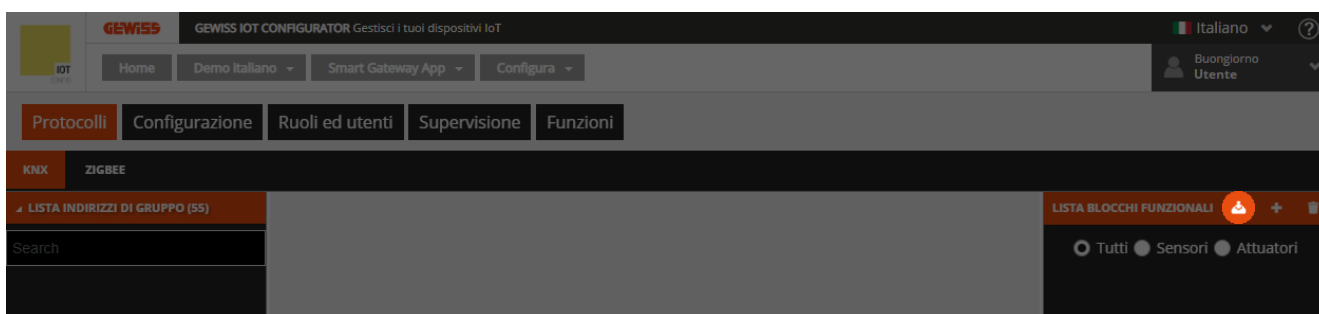 GEWISS
GEWISS IOT CONFIGURATOR Gestisci i tuoi dispositivi IoT
Italiano
?
IOT
Home
Demo Italiano
Smart Gateway App
Configura
Buongiorno
Utente
Protocolli
Configurazione
Ruoli ed utenti
Supervisione
Funzioni
KNX
ZIGBEE
LISTA INDIRIZZI DI GRUPPO (55)
LISTA BLOCCHI FUNZIONALI
+
Search
Tutti
Sensori
Attuatori